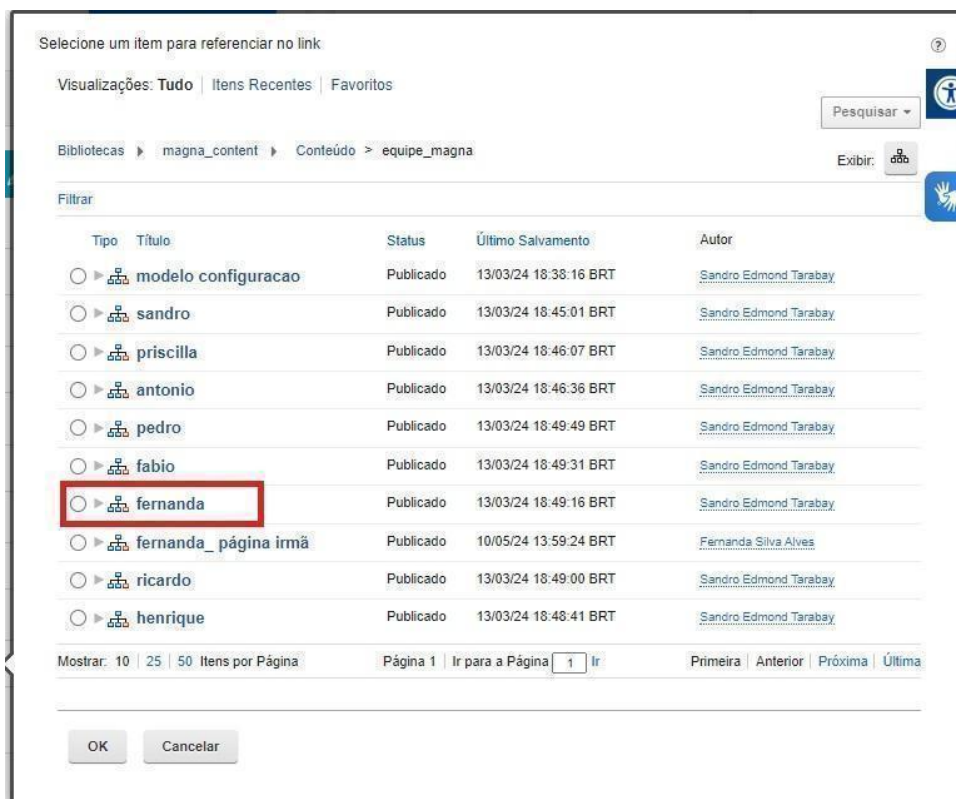 Selecione um item para referenciar no link
Visualizações: Tudo | Itens Recentes | Favoritos
Pesquisar
Bibliotecas magna_content Conteúdo > equipe_magna
Exibir:
Filtrar
Tipo Título Status Último Salvamento Autor
modelo configuracao Publicado 13/03/24 18:38:16 BRT Sandro Edmond Tarabay
sandro Publicado 13/03/24 18:45:01 BRT Sandro Edmond Tarabay
priscilla Publicado 13/03/24 18:46:07 BRT Sandro Edmond Tarabay
antonio Publicado 13/03/24 18:46:36 BRT Sandro Edmond Tarabay
pedro Publicado 13/03/24 18:49:49 BRT Sandro Edmond Tarabay
fabio Publicado 13/03/24 18:49:31 BRT Sandro Edmond Tarabay
fernanda Publicado 13/03/24 18:49:16 BRT Sandro Edmond Tarabay
fernanda_ página irmã Publicado 10/05/24 13:59:24 BRT Fernanda Silva Alves
ricardo Publicado 13/03/24 18:49:00 BRT Sandro Edmond Tarabay
henrique Publicado 13/03/24 18:48:41 BRT Sandro Edmond Tarabay
Mostrar: 10 | 25 | 50 Itens por Página Página 1 | Ir para a Página 1 Ir Primeira | Anterior | Próxima | Última
OK Cancelar